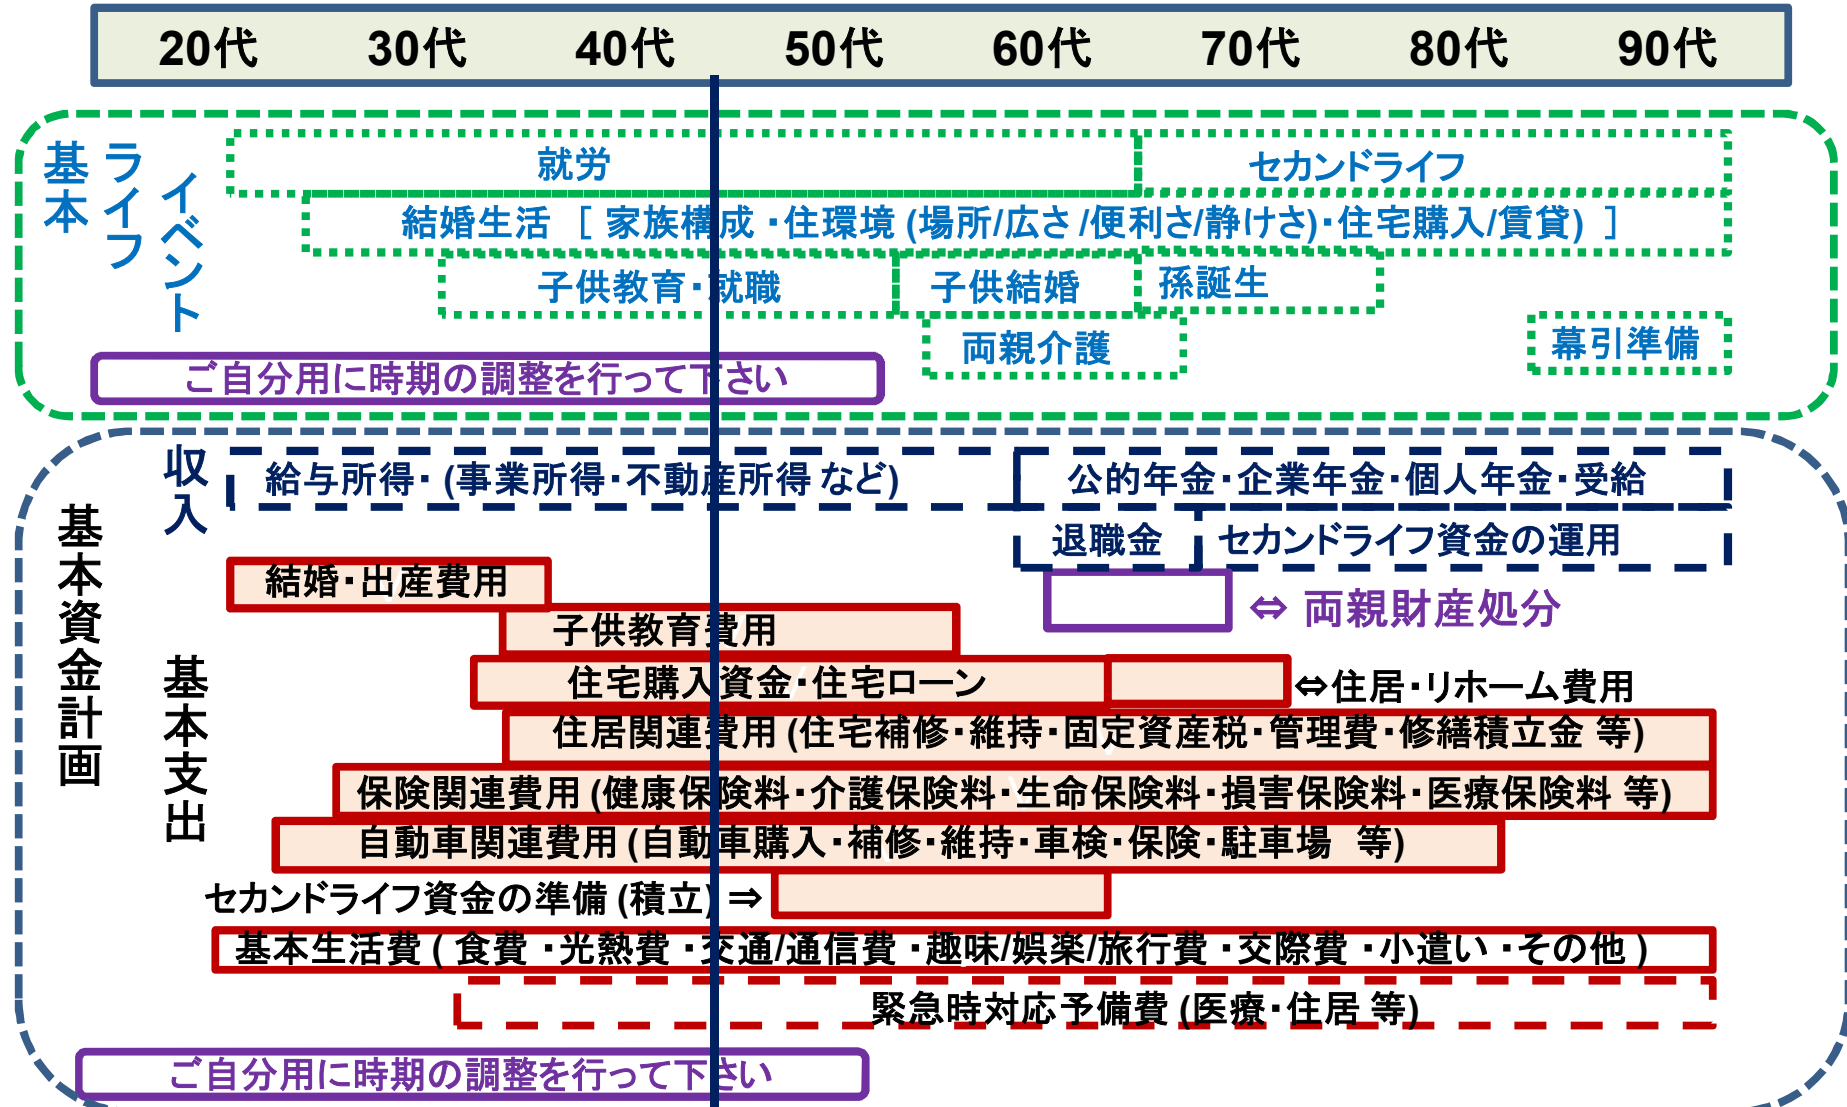 20代 30代 40代 50代 60代 70代 80代 90代
基本
ライフ
イベント
就労
セカンドライフ
結婚生活 [ 家族構成 ・住環境 (場所/広さ /便利さ/静けさ)・住宅購入/賃貸) ]
子供教育・就職
子供結婚
孫誕生
両親介護
幕引準備
ご自分用に時期の調整を行って下さい
基本資金計画
収入
給与所得・ (事業所得・不動産所得 など)
公的年金・企業年金・個人年金・受給
退職金
セカンドライフ資金の運用
⇔ 両親財産処分
基本支出
結婚・出産費用
子供教育費用
住宅購入資金・住宅ローン
⇔住居・リホーム費用
住居関連費用 (住宅補修・維持・固定資産税・管理費・修繕積立金 等)
保険関連費用 (健康保険料・介護保険料・生命保険料・損害保険料・医療保険料 等)
自動車関連費用 (自動車購入・補修・維持・車検・保険・駐車場 等)
セカンドライフ資金の準備 (積立) ⇒
基本生活費 ( 食費 ・光熱費 ・交通/通信費 ・趣味/娯楽/旅行費 ・交際費 ・小遣い ・その他 )
緊急時対応予備費 (医療・住居 等)
ご自分用に時期の調整を行って下さい